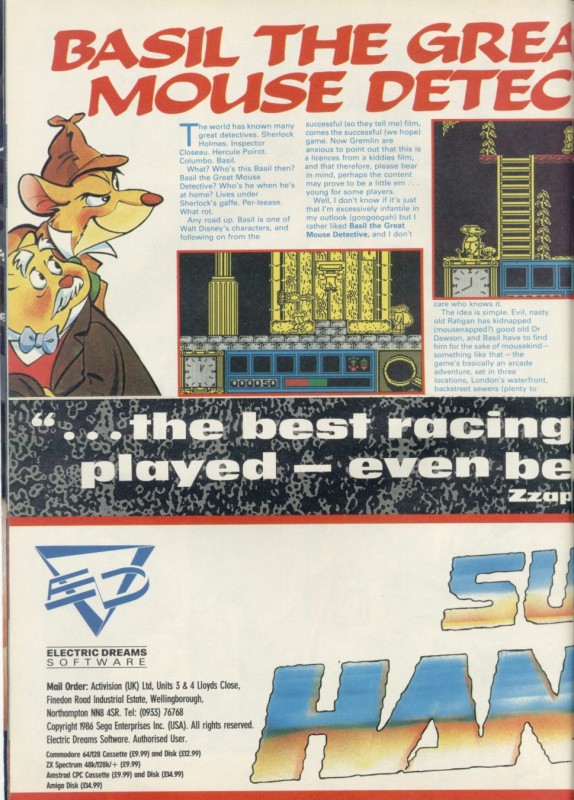 BASIL THE GREA
MOUSE DETEC
The world has known many
great detectives. Sherlock
Holmes. Inspector
Closeau. Hercule Poirot.
Columbo. Basil.
What? Who's this Basil then?
Basil the Great Mouse
Detective? Who's he when he's
at home? Lives under
Sherlock's gaffe. Per-leease.
What rot.
Any road up. Basil is one of
Walt Disney's characters, and
following on from the
successful (so they tell me) film,
comes the successful (we hope)
game. Now Gremlin are
anxious to point out that this is
a licences from a kiddies film,
and that therefore, please bear
in mind, perhaps the content
may prove to be a little em . . .
young for some players.
Well, I don't know if it's just
that I'm excessively infantile in
my outlook (googoogah) but I
rather liked Basil the Great
Mouse Detective, and I don't
000050
care who knows it.
The idea is simple. Evil, nasty
old Ratigan has kidnapped
(mousenapped?) good old Dr
Dawson, and Basil have to find
him for the sake of mousekind –
something like that – the
game's basically an arcade
adventure, set in three
locations, London's waterfront,
backstreet sewers (plenty to
“...the best racing
played – even be
Zzap
ED
ELECTRIC DREAMS
SOFTWARE
SU
HAN
Mail Order: Activision (UK) Ltd, Units 3 & 4 Lloyds Close,
Finedon Road Industrial Estate, Wellingborough,
Northampton NN8 4SR. Tel: (0933) 76768
Copyright 1986 Sega Enterprises Inc. (USA). All rights reserved.
Electric Dreams Software. Authorised User.
Commodore 64/128 Cassette (£9.99) and Disk (£12.99)
ZX Spectrum 48k/128k/+ (£9.99)
Amstrad CPC Cassette (£9.99) and Disk (£14.99)
Amiga Disk (£14.99)